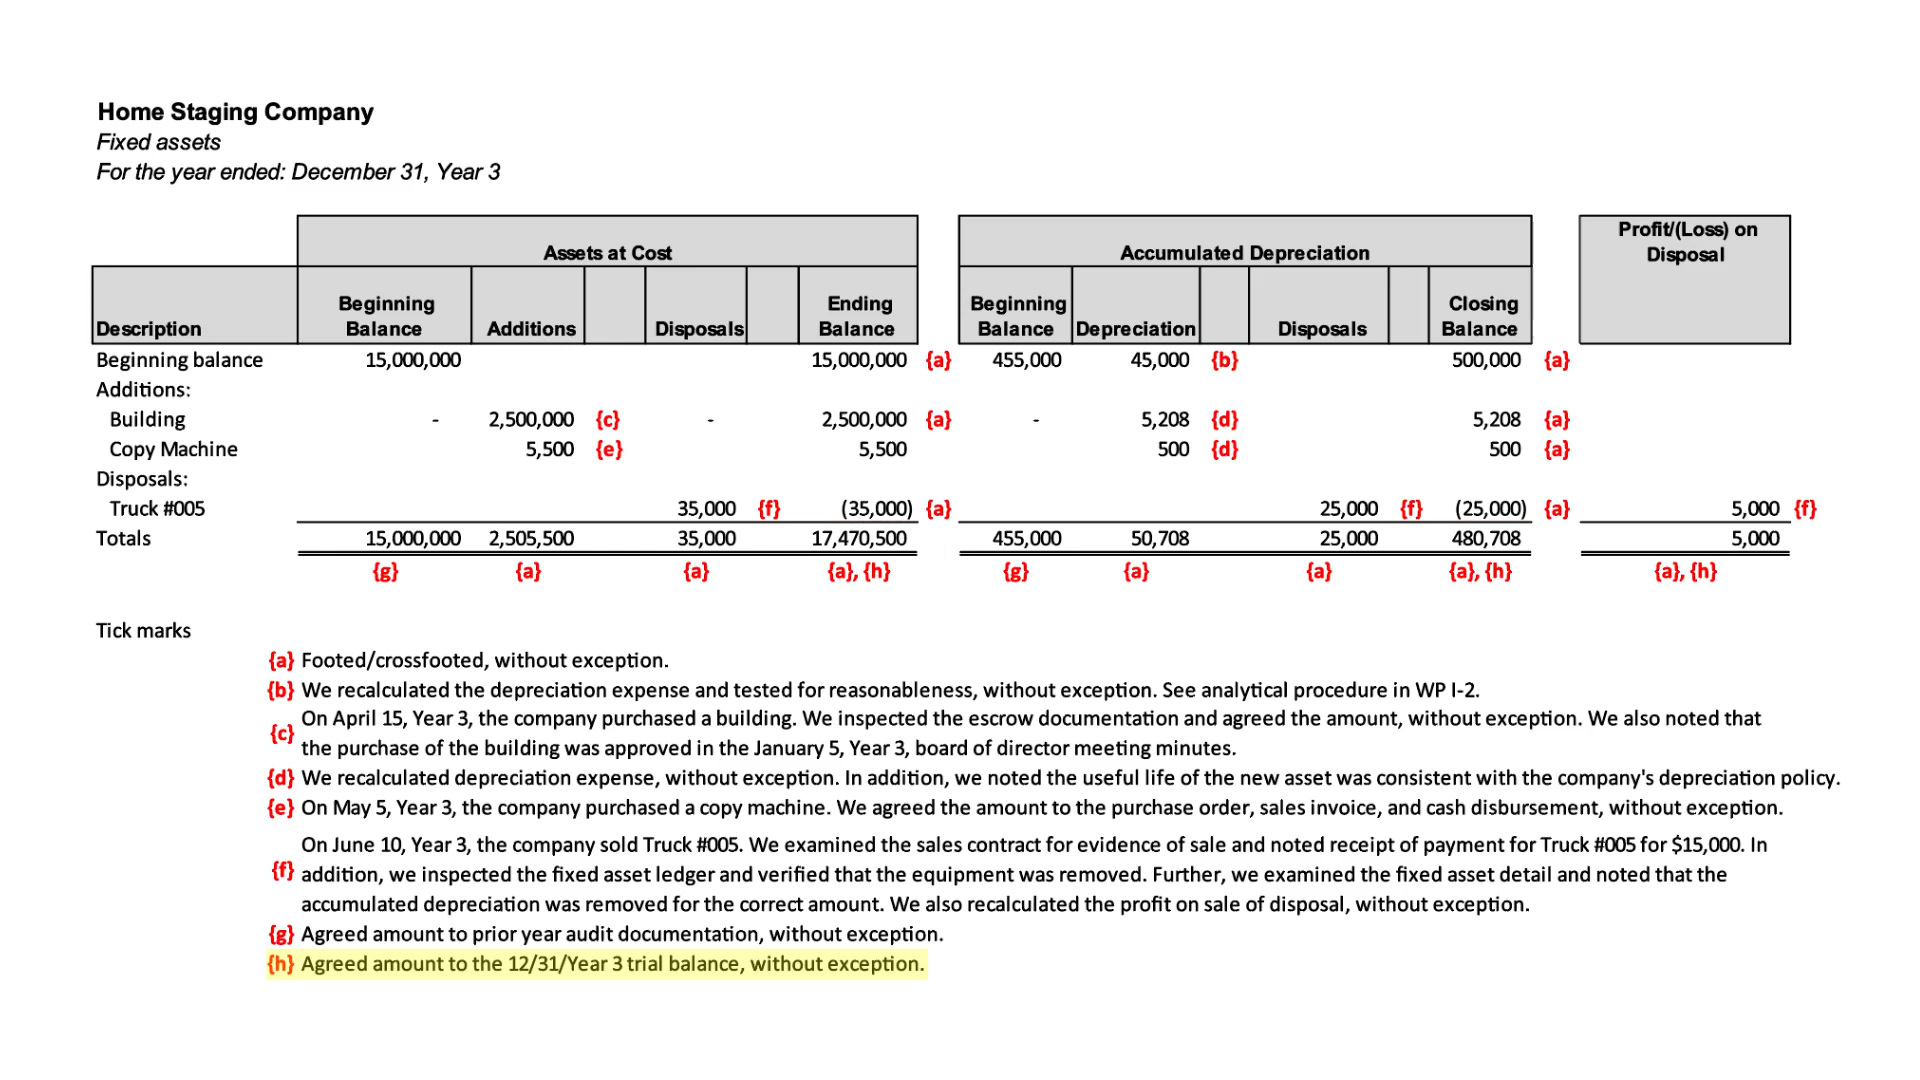 Home Staging Company
Fixed assets
For the year ended: December 31, Year 3
Assets at Cost Accumulated Depreciation Profit/(Loss) on Disposal
Description Beginning Balance Additions Disposals Ending Balance Beginning Balance Depreciation Disposals Closing Balance
Beginning balance 15,000,000 15,000,000 {a} 455,000 45,000 {b} 500,000 {a}
Additions:
Building - 2,500,000 {c} - 2,500,000 {a} - 5,208 {d} 5,208 {a}
Copy Machine 5,500 {e} 5,500 500 {d} 500 {a}
Disposals:
Truck #005 35,000 {f} (35,000) {a} 25,000 {f} (25,000) {a} 5,000 {f}
Totals 15,000,000 2,505,500 35,000 17,470,500 455,000 50,708 25,000 480,708 5,000
{g} {a} {a} {a}, {h} {g} {a} {a} {a}, {h} {a}, {h}
Tick marks
{a} Footed/crossfooted, without exception.
{b} We recalculated the depreciation expense and tested for reasonableness, without exception. See analytical procedure in WP I-2.
{c} On April 15, Year 3, the company purchased a building. We inspected the escrow documentation and agreed the amount, without exception. We also noted that
the purchase of the building was approved in the January 5, Year 3, board of director meeting minutes.
{d} We recalculated depreciation expense, without exception. In addition, we noted the useful life of the new asset was consistent with the company's depreciation policy.
{e} On May 5, Year 3, the company purchased a copy machine. We agreed the amount to the purchase order, sales invoice, and cash disbursement, without exception.
On June 10, Year 3, the company sold Truck #005. We examined the sales contract for evidence of sale and noted receipt of payment for Truck #005 for $15,000. In
{f} addition, we inspected the fixed asset ledger and verified that the equipment was removed. Further, we examined the fixed asset detail and noted that the
accumulated depreciation was removed for the correct amount. We also recalculated the profit on sale of disposal, without exception.
{g} Agreed amount to prior year audit documentation, without exception.
{h} Agreed amount to the 12/31/Year 3 trial balance, without exception.